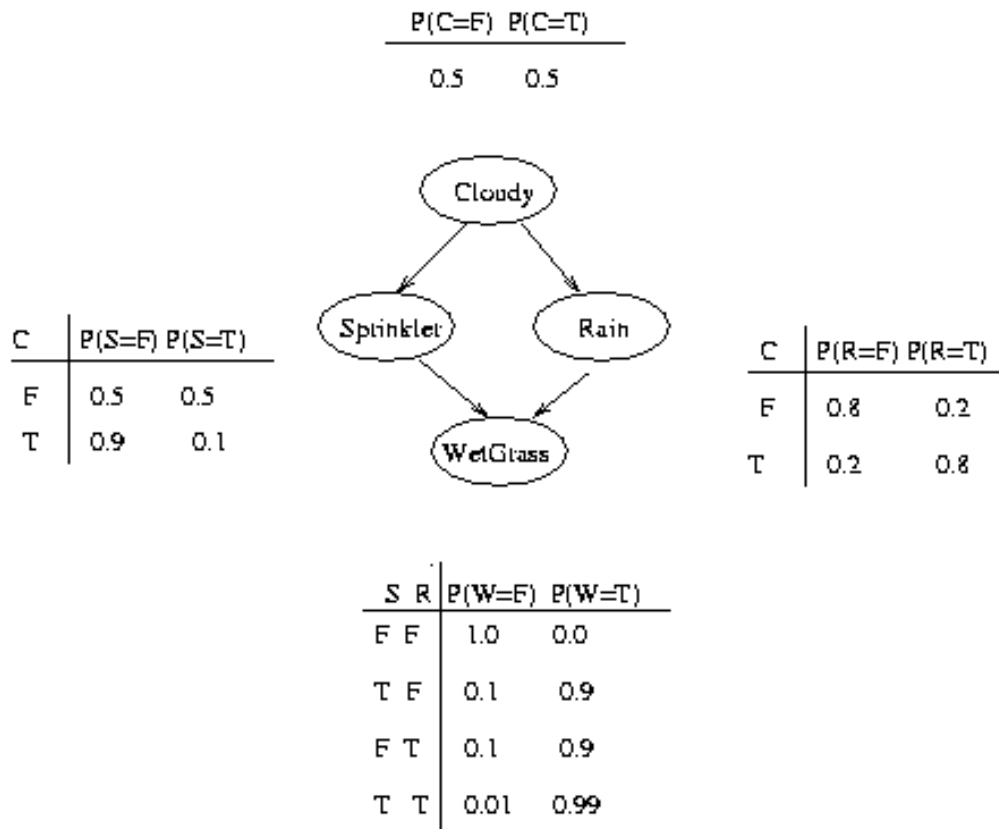 P(C=F) P(C=T)
0.5 0.5
Cloudy
Sprinkler
Rain
C P(S=F) P(S=T)
F 0.5 0.5
T 0.9 0.1
C P(R=F) P(R=T)
F 0.8 0.2
T 0.2 0.8
WetGrass
S R P(W=F) P(W=T)
F F 1.0 0.0
T F 0.1 0.9
F T 0.1 0.9
T T 0.01 0.99